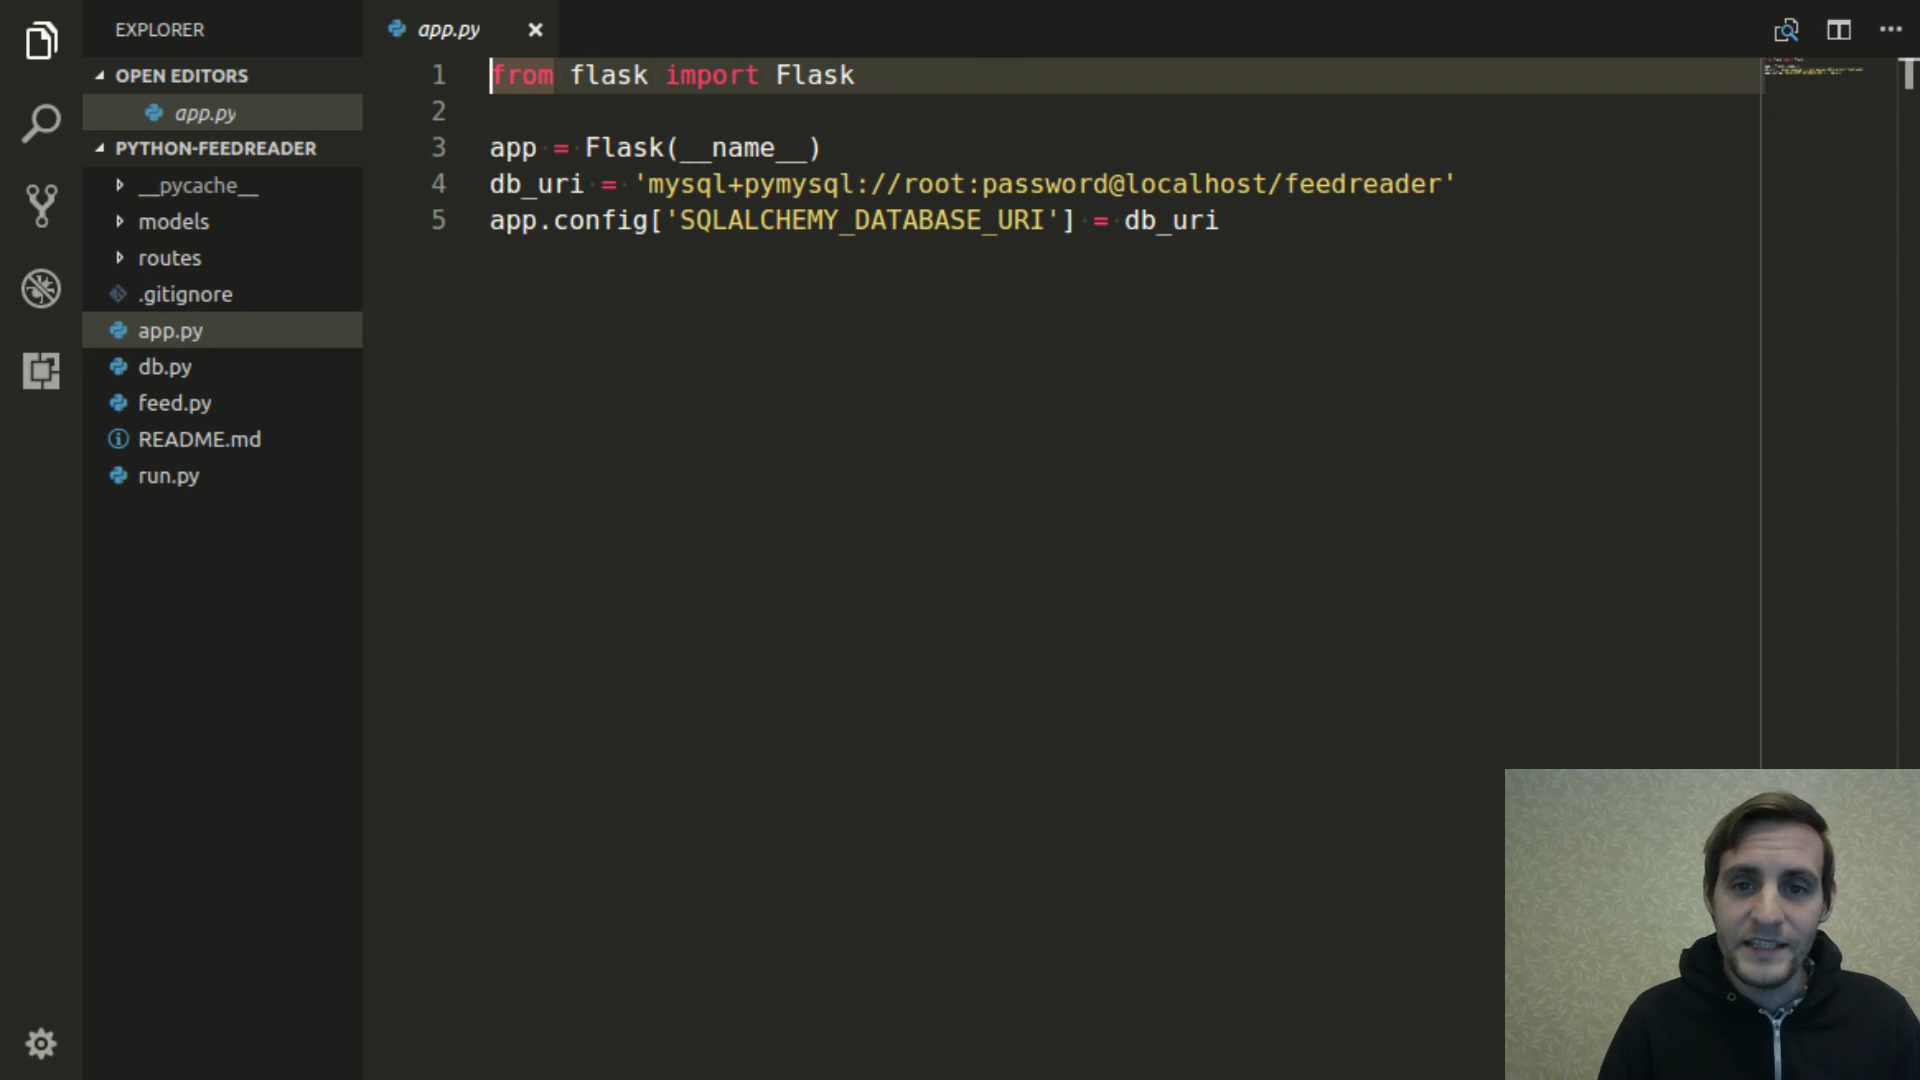 EXPLORER
OPEN EDITORS
app.py
PYTHON-FEEDREADER
__pycache__
models
routes
.gitignore
app.py
db.py
feed.py
README.md
run.py
app.py
1 from flask import Flask
2
3 app = Flask(__name__)
4 db_uri = 'mysql+pymysql://root:password@localhost/feedreader'
5 app.config['SQLALCHEMY_DATABASE_URI'] = db_uri